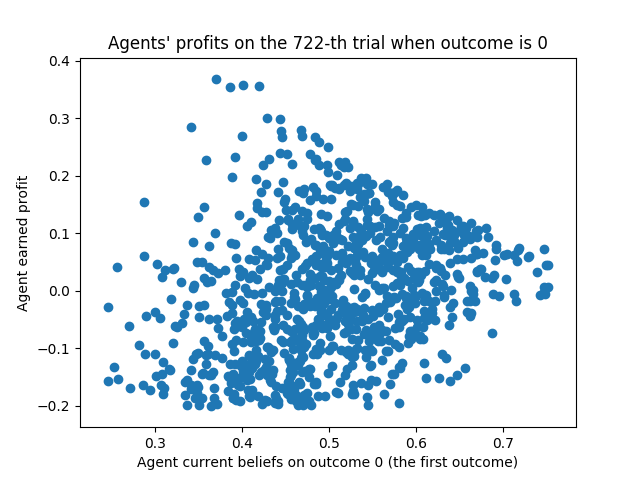 Agents' profits on the 722-th trial when outcome is 0
0.4
0.3
0.2
0.1
0.0
−0.1
−0.2
Agent earned profit
0.3 0.4 0.5 0.6 0.7
Agent current beliefs on outcome 0 (the first outcome)